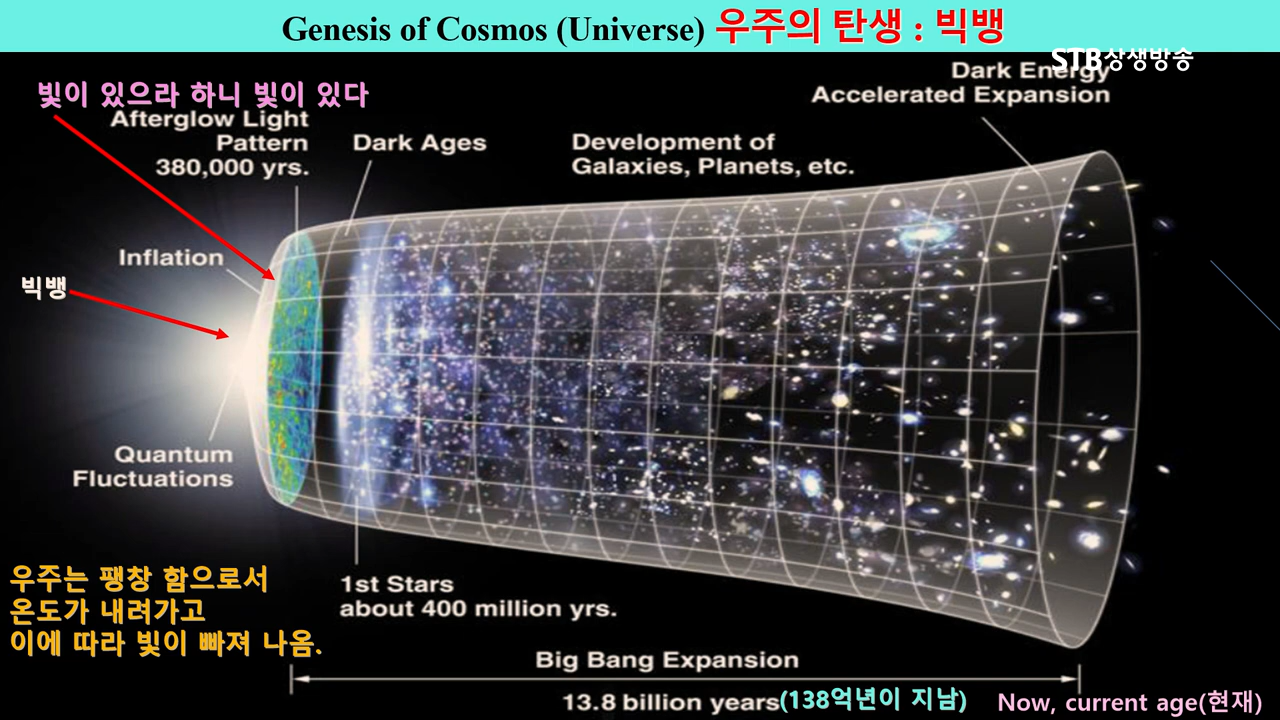 Genesis of Cosmos (Universe) 우주의 탄생 : 빅뱅
STB상생방송
빛이 있으라 하니 빛이 있다
Dark Energy
Accelerated Expansion
Afterglow Light
Pattern
380,000 yrs.
Dark Ages
Development of
Galaxies, Planets, etc.
Inflation
빅뱅
Quantum
Fluctuations
우주는 팽창 함으로서
온도가 내려가고
이에 따라 빛이 빠져 나옴.
1st Stars
about 400 million yrs.
Big Bang Expansion
13.8 billion years(138억년이 지남)
Now, current age(현재)